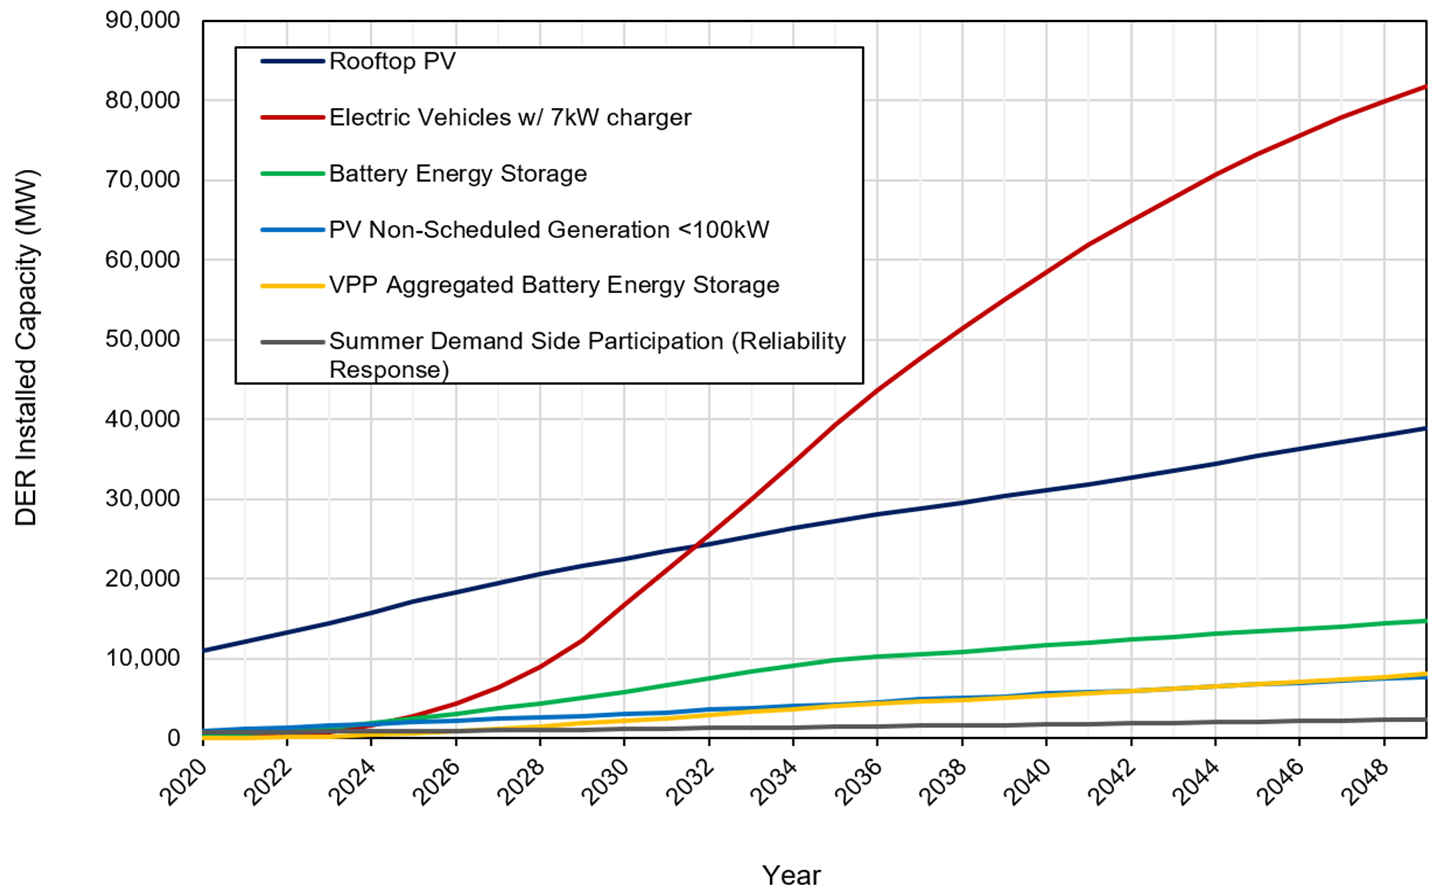 90,000
80,000
70,000
60,000
50,000
40,000
30,000
20,000
10,000
0
DER Installed Capacity (MW)
Rooftop PV
Electric Vehicles w/ 7kW charger
Battery Energy Storage
PV Non-Scheduled Generation <100kW
VPP Aggregated Battery Energy Storage
Summer Demand Side Participation (Reliability
Response)
2020
2022
2024
2026
2028
2030
2032
2034
2036
2038
2040
2042
2044
2046
2048
Year